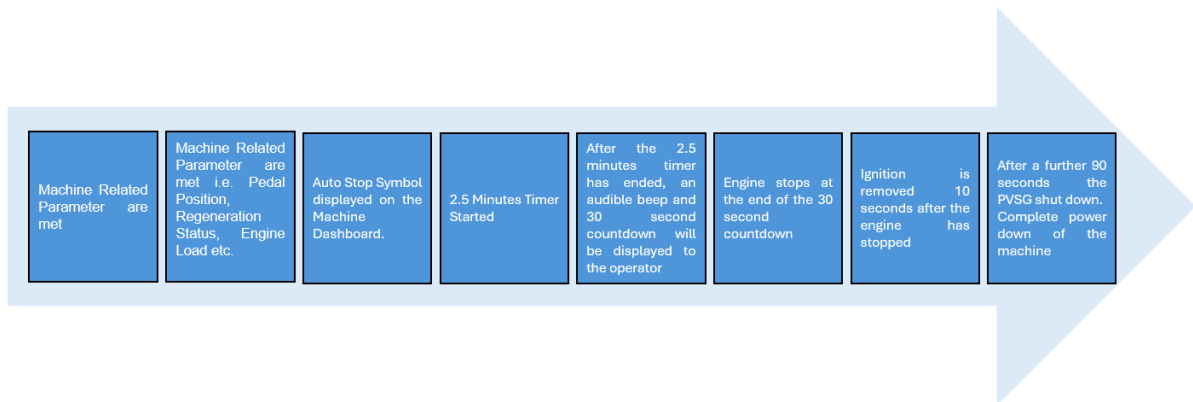 Machine Related
Parameter are
met
Machine Related
Parameter are
met i.e. Pedal
Position,
Regeneration
Status, Engine
Load etc.
Auto Stop Symbol
displayed on the
Machine
Dashboard.
2.5 Minutes Timer
Started
After the 2.5
minutes timer
has ended, an
audible beep and
30 second
countdown will
be displayed to
the operator
Engine stops at
the end of the 30
second
countdown
Ignition is
removed 10
seconds after the
engine has
stopped
After a further 90
seconds the
PVSG shut down.
Complete power
down of the
machine